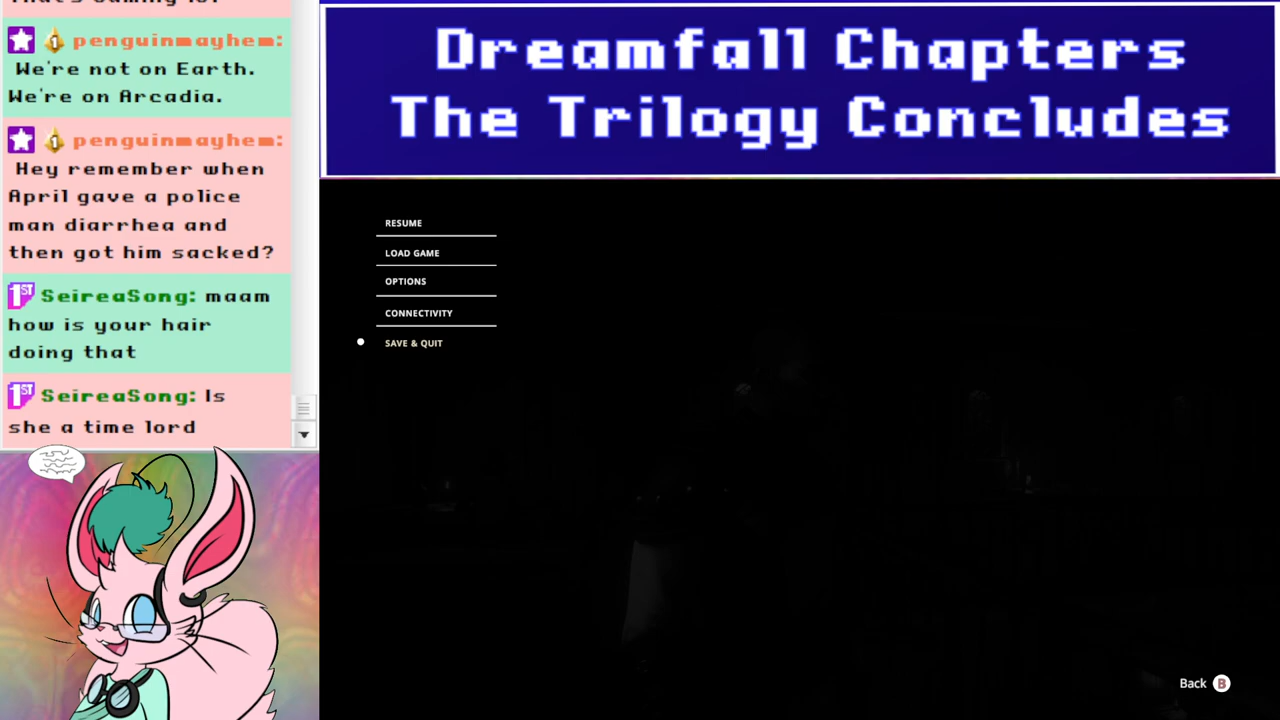 penguinmayhem:
We're not on Earth.
We're on Arcadia.
penguinmayhem:
Hey remember when
April gave a police
man diarrhea and
then got him sacked?
1ST SeireaSong: maam
how is your hair
doing that
1ST SeireaSong: Is
she a time lord
Dreamfall Chapters
The Trilogy Concludes
RESUME
LOAD GAME
OPTIONS
CONNECTIVITY
SAVE & QUIT
Back B